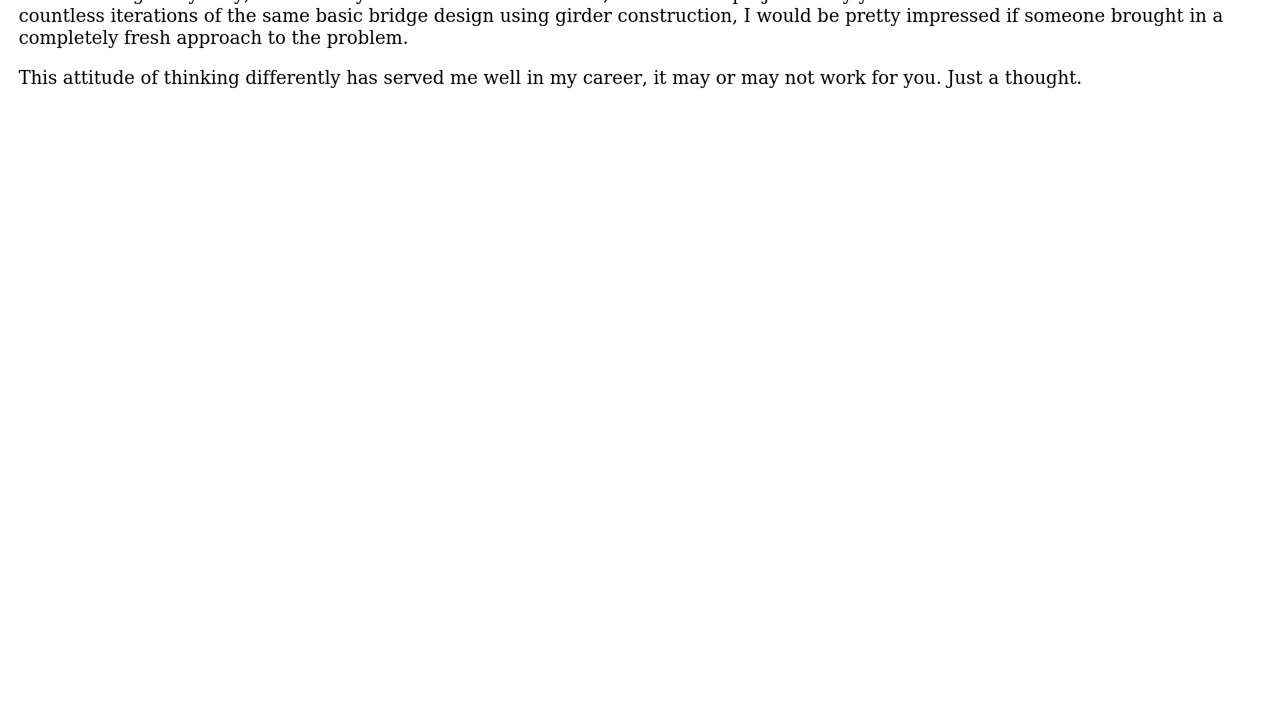 countless iterations of the same basic bridge design using girder construction, I would be pretty impressed if someone brought in a
completely fresh approach to the problem.
This attitude of thinking differently has served me well in my career, it may or may not work for you. Just a thought.